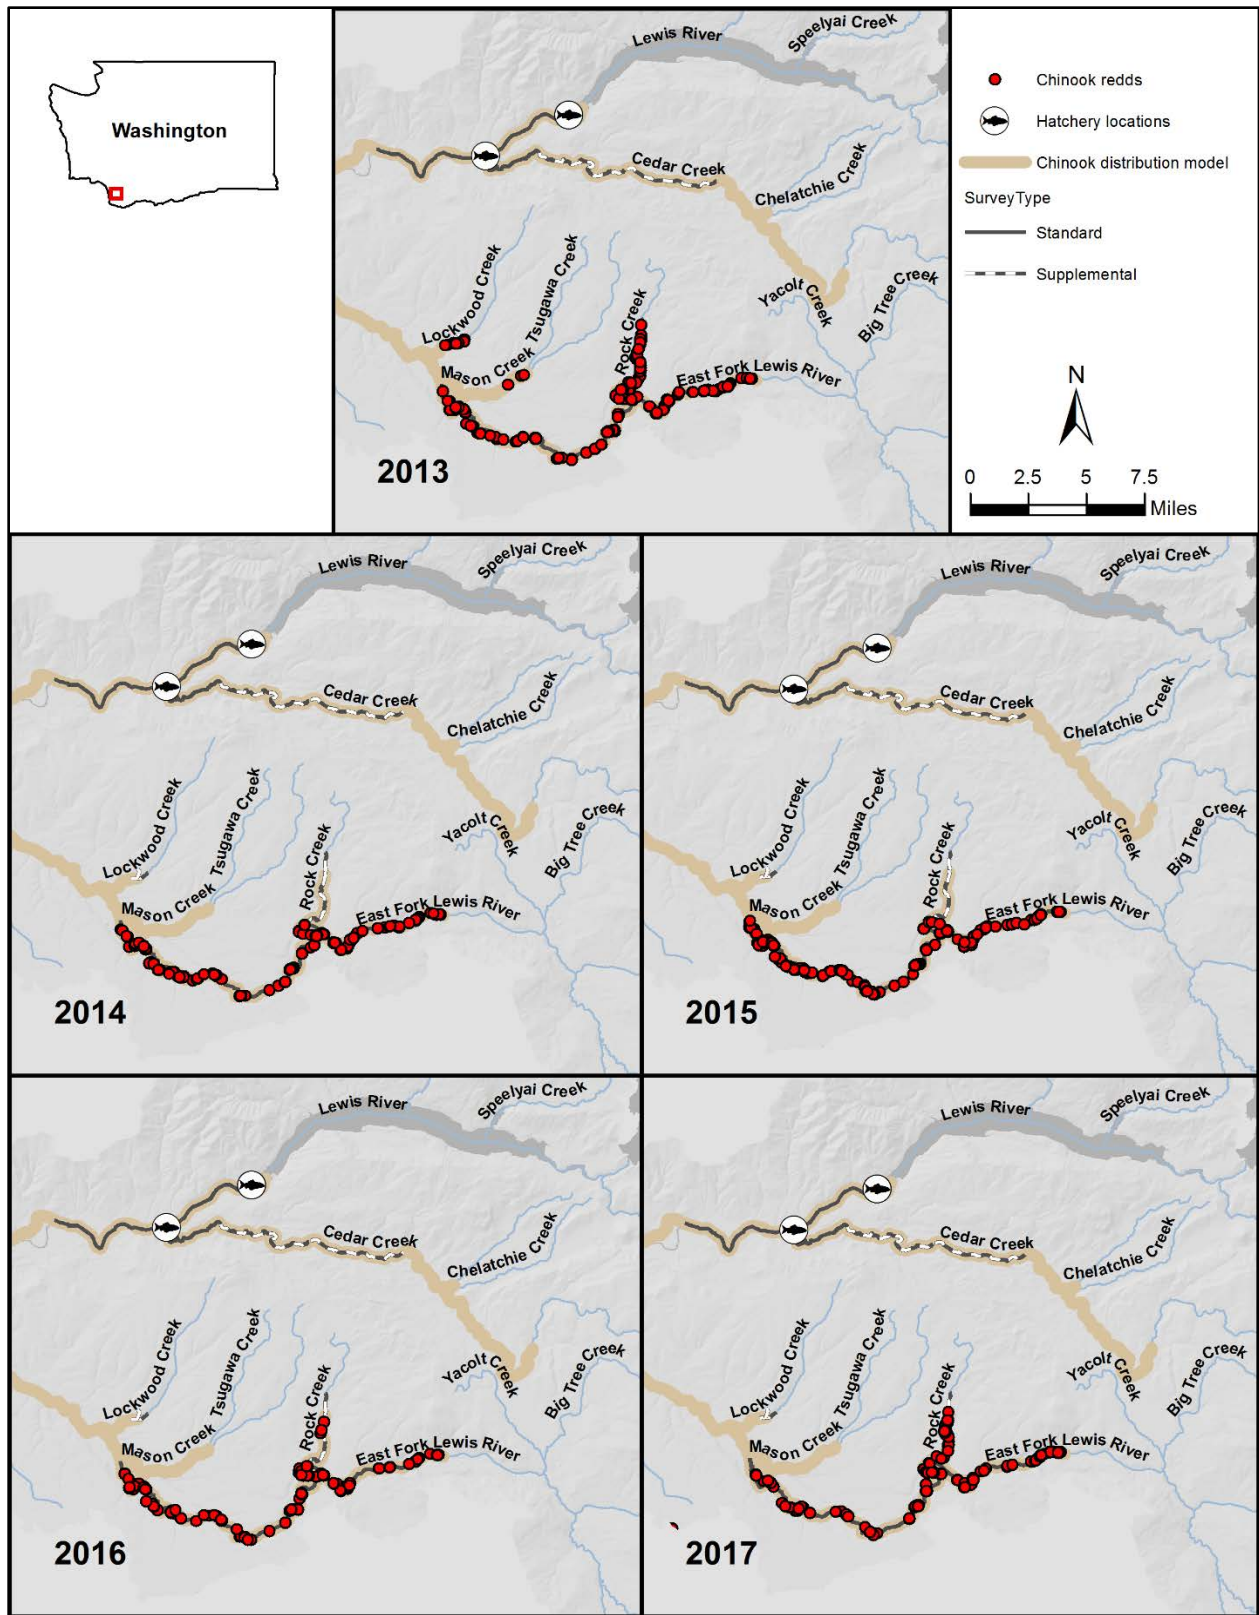 Washington
Lewis River
Speelyai Creek
Cedar Creek
Chelatchie Creek
Yacolt Creek
Big Tree Creek
Lockwood Creek
Tsugawa Creek
Mason Creek
Rock Creek
East Fork Lewis River
2013
Chinook redds
Hatchery locations
Chinook distribution model
SurveyType
Standard
Supplemental
N
0 2.5 5 7.5
Miles
Lewis River
Speelyai Creek
Cedar Creek
Chelatchie Creek
Yacolt Creek
Big Tree Creek
Lockwood Creek
Tsugawa Creek
Mason Creek
Rock Creek
East Fork Lewis River
2014
Lewis River
Speelyai Creek
Cedar Creek
Chelatchie Creek
Yacolt Creek
Big Tree Creek
Lockwood Creek
Tsugawa Creek
Mason Creek
Rock Creek
East Fork Lewis River
2015
Lewis River
Speelyai Creek
Cedar Creek
Chelatchie Creek
Yacolt Creek
Big Tree Creek
Lockwood Creek
Tsugawa Creek
Mason Creek
Rock Creek
East Fork Lewis River
2016
Lewis River
Speelyai Creek
Cedar Creek
Chelatchie Creek
Yacolt Creek
Big Tree Creek
Lockwood Creek
Tsugawa Creek
Mason Creek
Rock Creek
East Fork Lewis River
2017